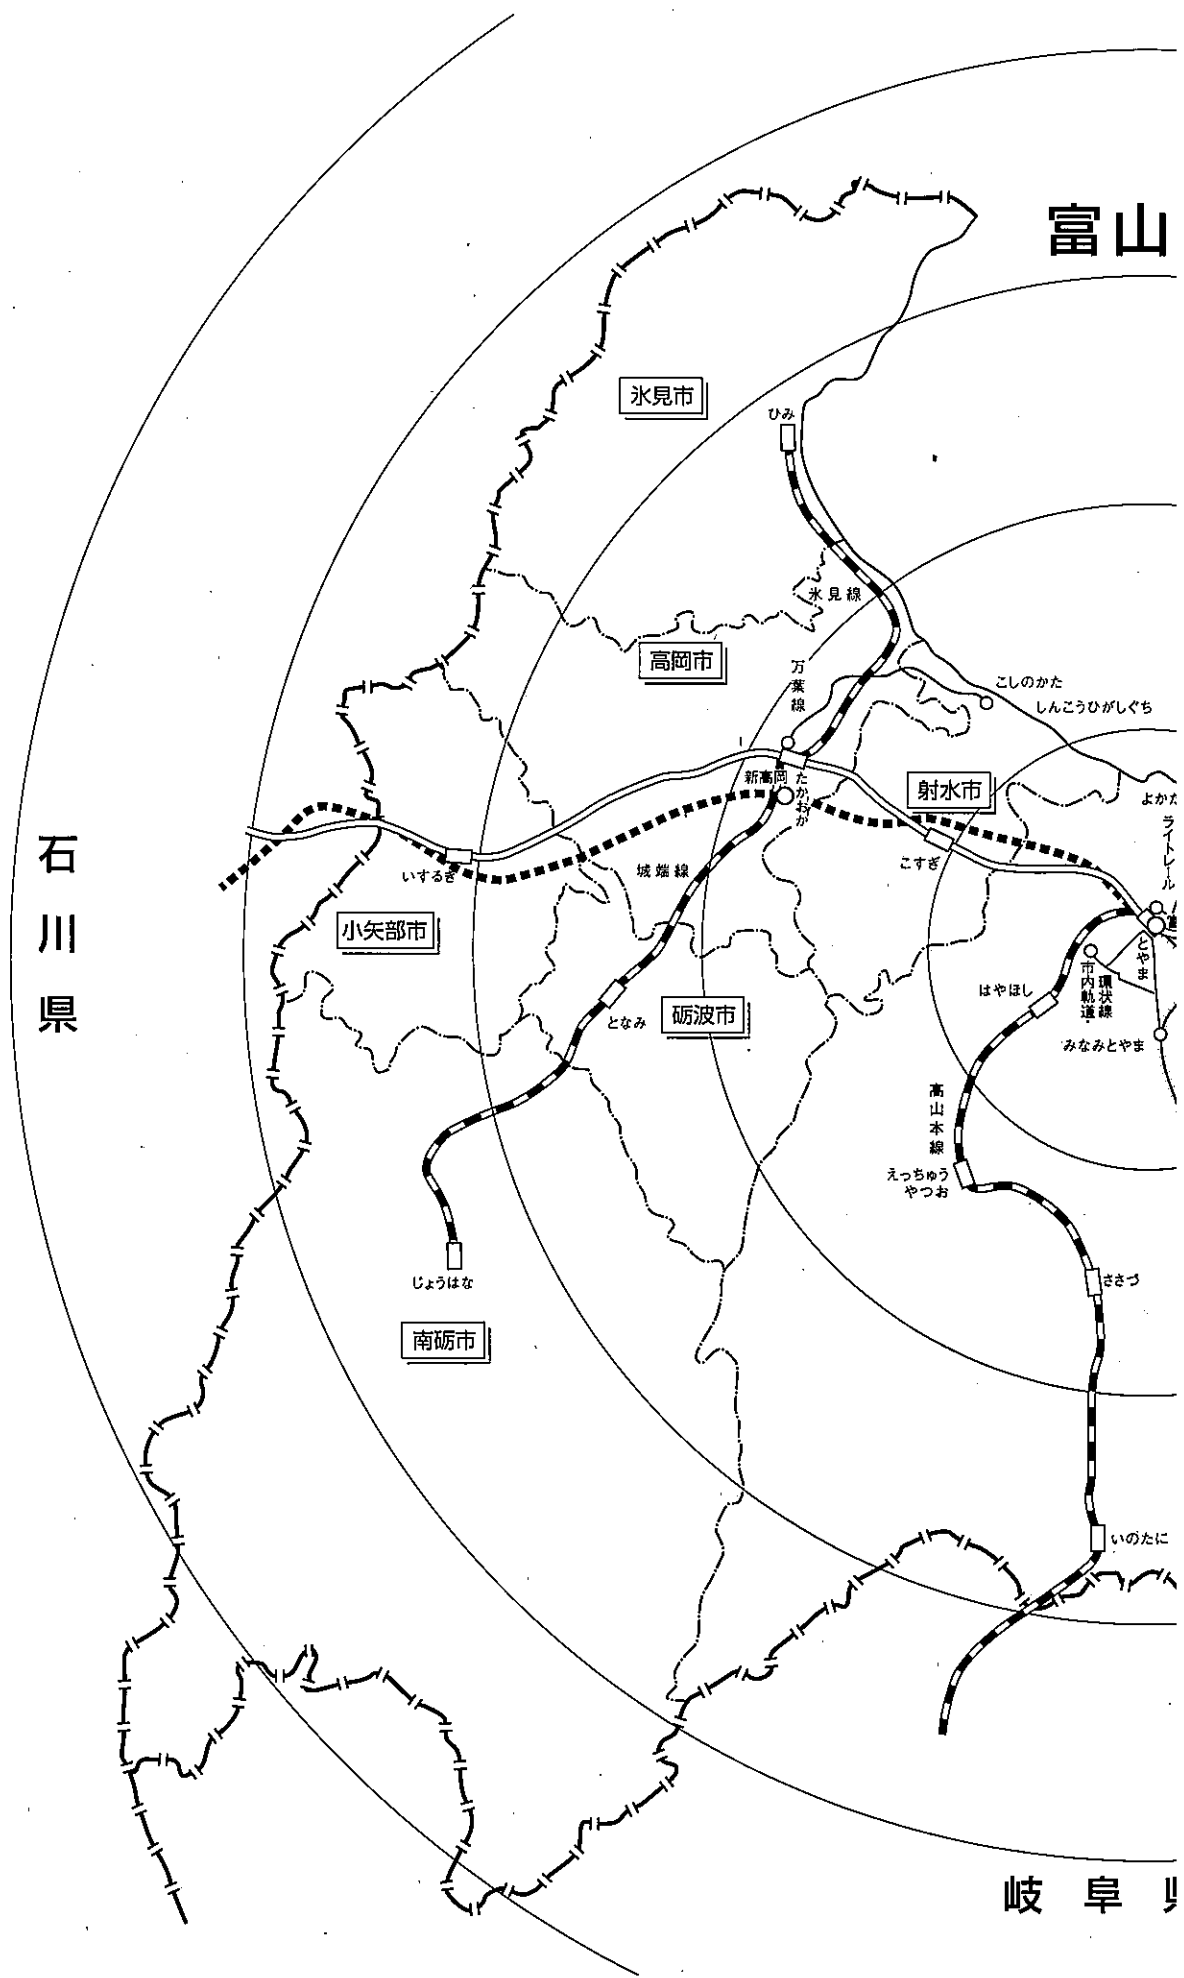 富山
氷見市
ひみ
氷見線
高岡市
万葉線
こしのかた
しんこうひがしぐち
新高岡
たかおか
射水市
よかた
ライトレール
石川県
いするぎ
城端線
こすぎ
小矢部市
とやま
砺波市
となみ
はやほし
市内軌道
環状線
みなみとやま
高山本線
えっちゅう
やつお
じょうはな
ささづ
南砺市
いのたに
岐阜